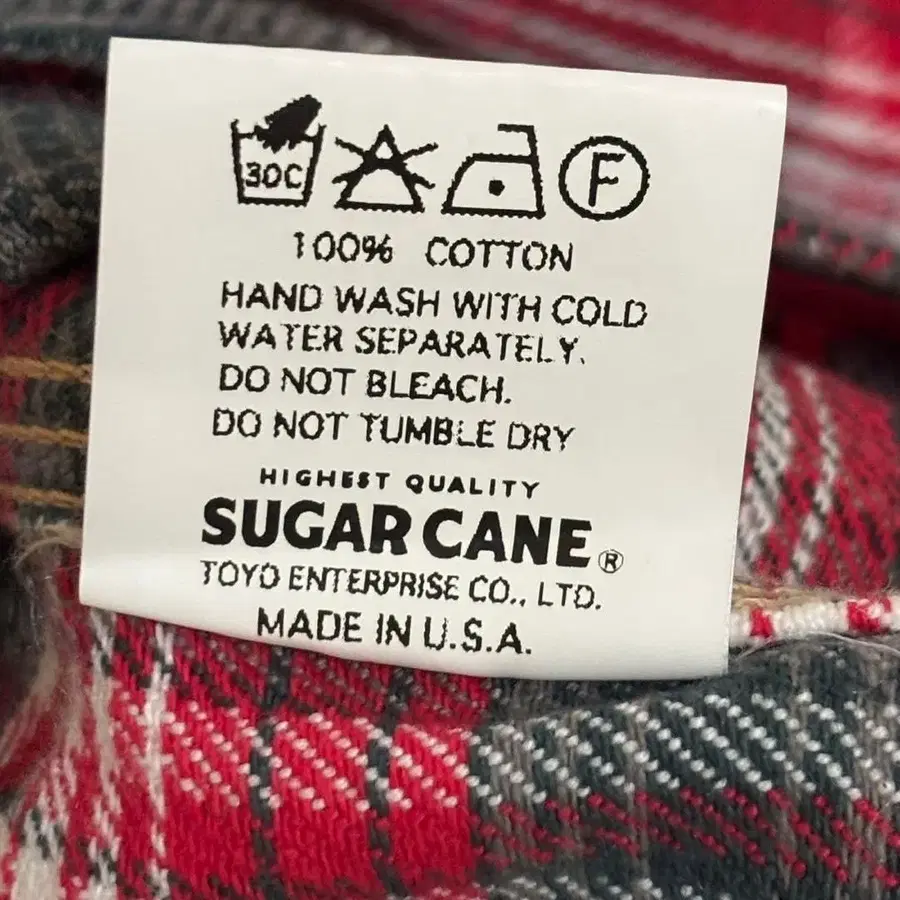 30C F
100% COTTON
HAND WASH WITH COLD
WATER SEPARATELY.
DO NOT BLEACH.
DO NOT TUMBLE DRY
HIGHEST QUALITY
SUGAR CANE®
TOYO ENTERPRISE CO., LTD.
MADE IN U.S.A.